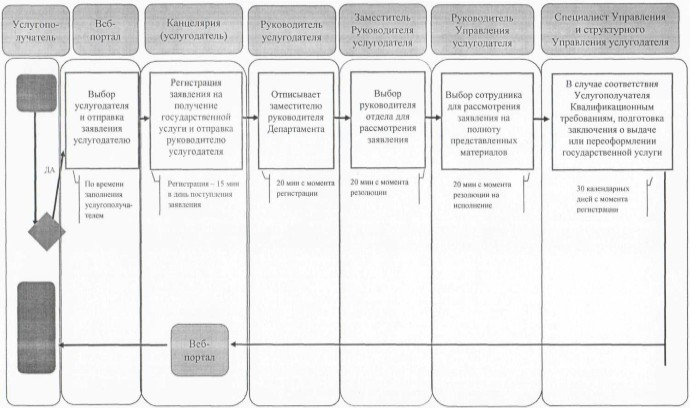 Услугопо-
лучатель
Веб-
портал
Канцелярия
(услугодатель)
Руководитель
услугодателя
Заместитель
Руководителя
услугодателя
Руководитель
Управления
услугодателя
Специалист Управления
и структурного
Управления услугодателя
Выбор
услугодателя
и отправка
заявления
услугодателю
Регистрация
заявления на
получение
государственной
услуги и отправка
руководителю
услугодателя
Отписывает
заместителю
руководителя
Департамента
Выбор
руководителя
отдела для
рассмотрения
заявления
Выбор сотрудника
для рассмотрения
заявления на
полноту
представленных
материалов
В случае соответствия
Услугополучателя
Квалификационным
требованиям, подготовка
заключения о выдаче
или переоформлении
государственной услуги
ДА
По времени
заполнения
услугополуча-
телем
Регистрация – 15 мин
в день поступления
заявления
20 мин с момента
регистрации
20 мин с момента
резолюции
20 мин с момента
резолюции на
исполнение
30 календарных
дней с момента
регистрации
Веб-
портал